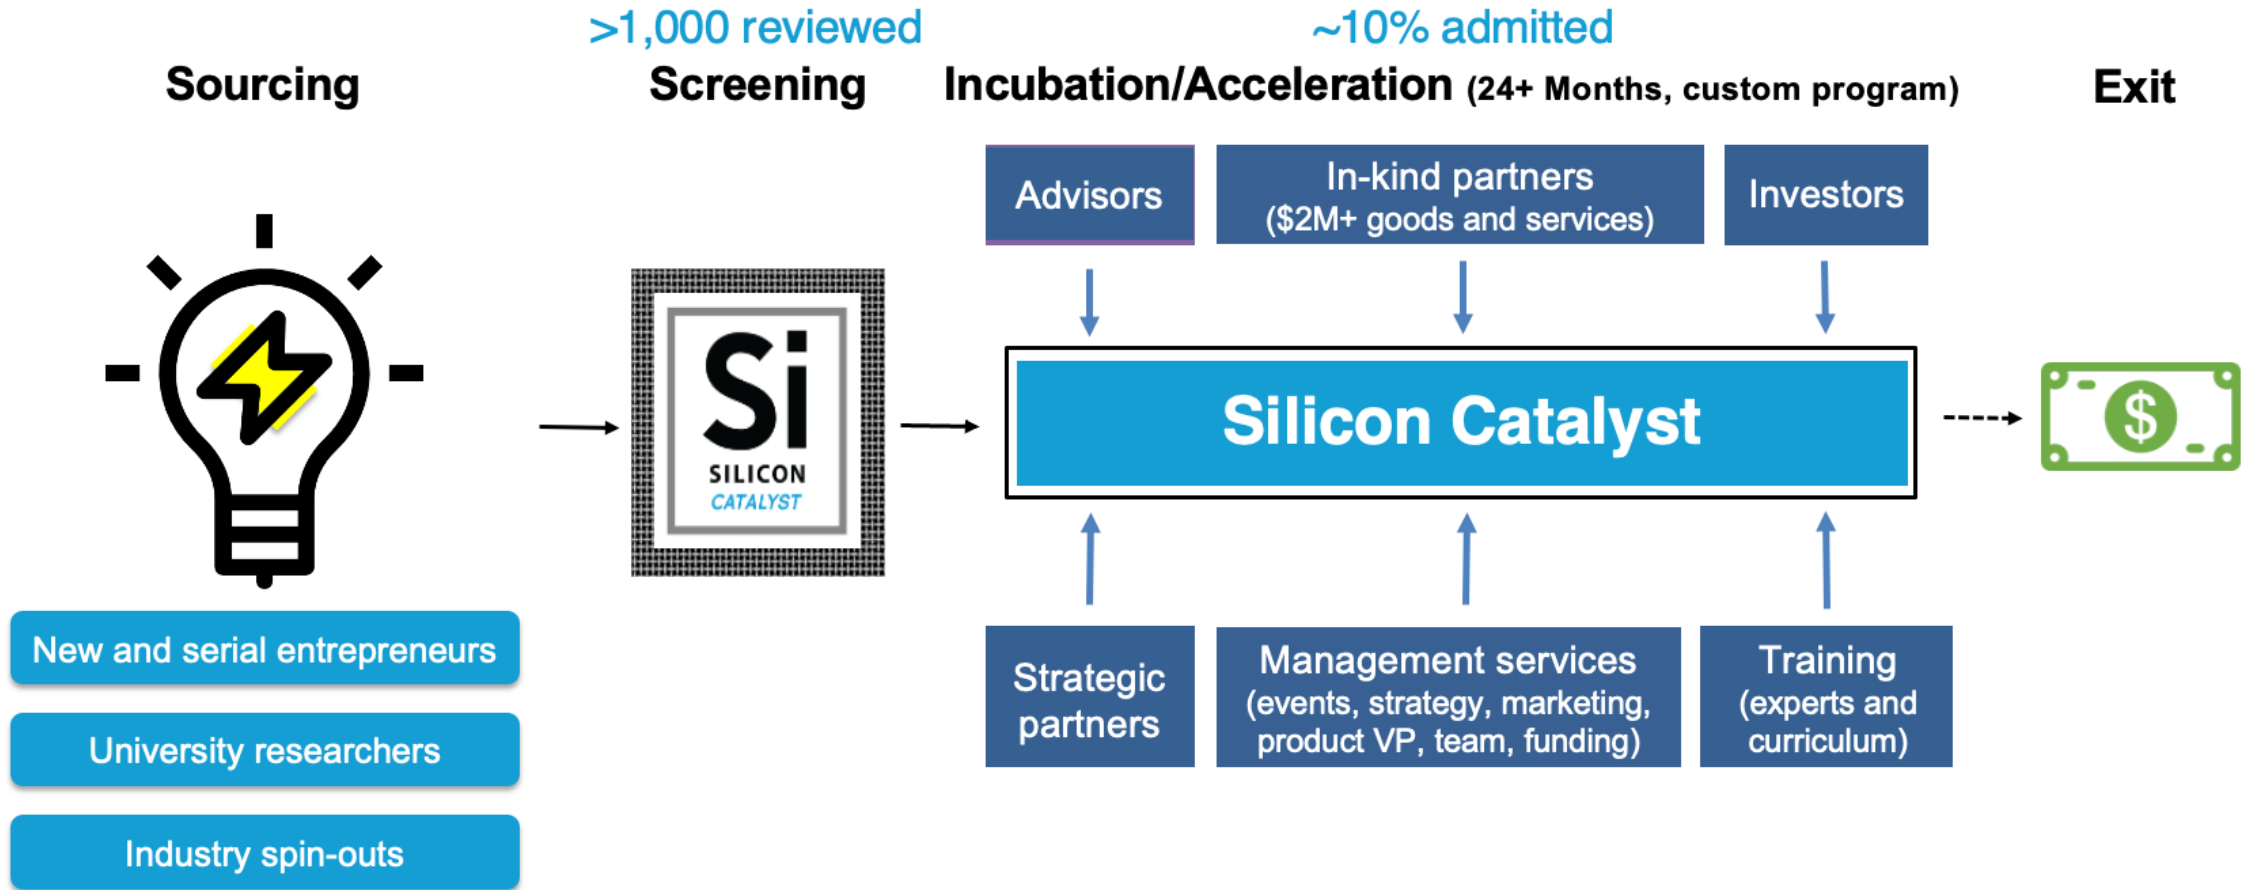 >1,000 reviewed
~10% admitted
Sourcing
Screening
Incubation/Acceleration (24+ Months, custom program)
Exit
Advisors
In-kind partners
($2M+ goods and services)
Investors
Si
SILICON
CATALYST
Silicon Catalyst
$
New and serial entrepreneurs
University researchers
Industry spin-outs
Strategic
partners
Management services
(events, strategy, marketing,
product VP, team, funding)
Training
(experts and
curriculum)